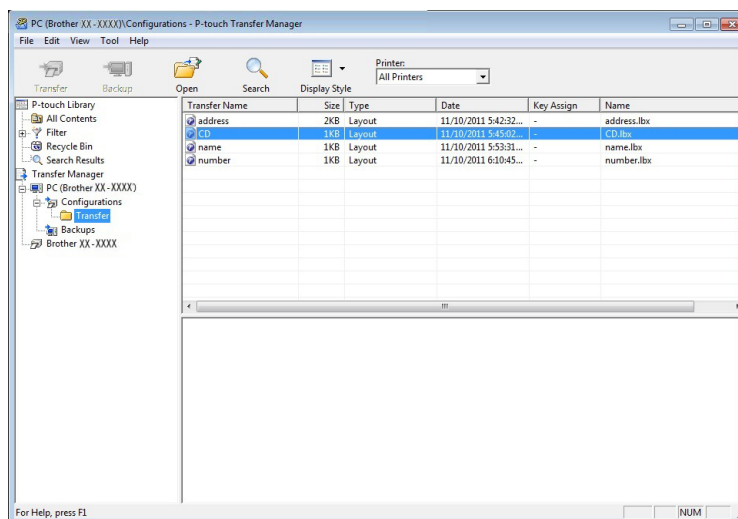 PC (Brother XX-XXXX)\Configurations - P-touch Transfer Manager
File Edit View Tool Help
Printer:
All Printers
Transfer Backup Open Search Display Style
P-touch Library
All Contents
Filter
Recycle Bin
Search Results
Transfer Manager
PC (Brother XX-XXXX)
Configurations
Transfer
Backups
Brother XX-XXXX
Transfer Name Size Type Date Key Assign Name
address 2KB Layout 11/10/2011 5:42:32... - address.lbx
CD 1KB Layout 11/10/2011 5:45:02... - CD.lbx
name 1KB Layout 11/10/2011 5:53:31... - name.lbx
number 1KB Layout 11/10/2011 6:10:45... - number.lbx
For Help, press F1
NUM